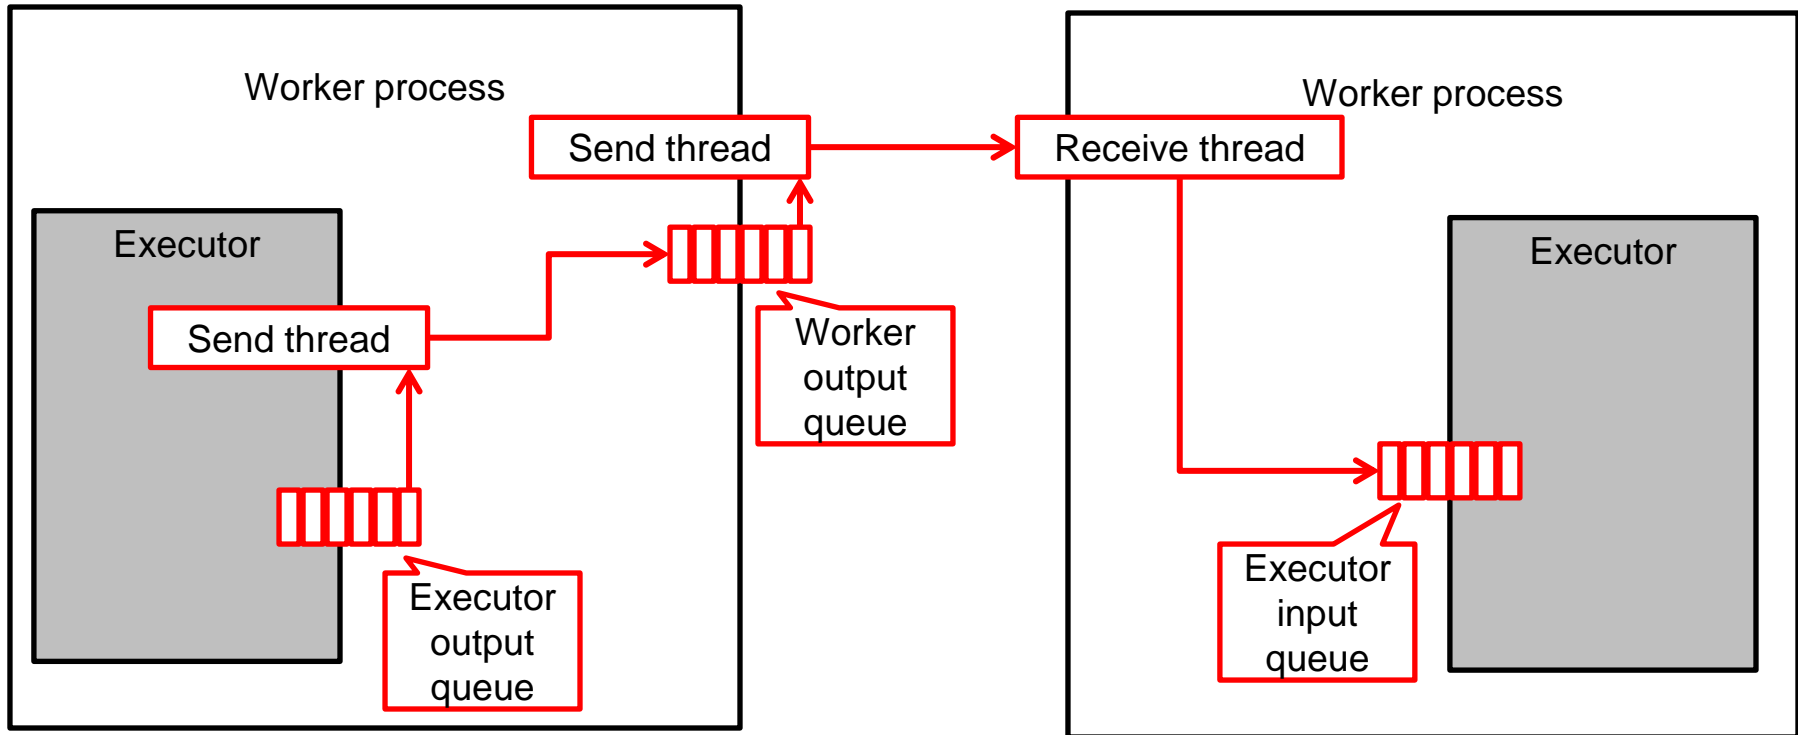 Worker process
Send thread
Executor
Send thread
Worker
output
queue
Executor
output
queue
Worker process
Receive thread
Executor
Executor
input
queue